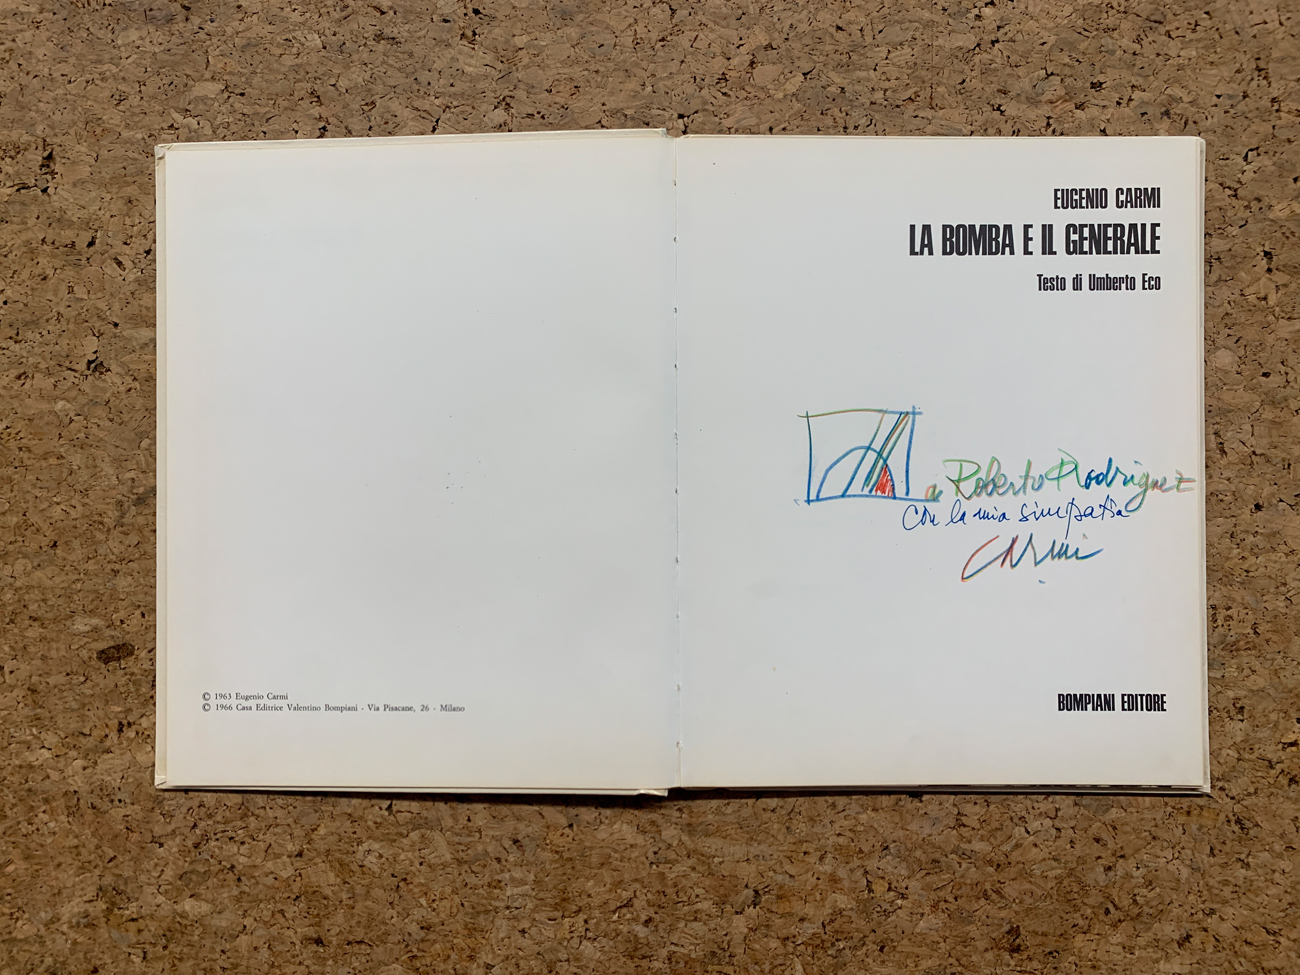 © 1963 Eugenio Carmi
© 1966 Casa Editrice Valentino Bompiani - Via Pisacane, 26 - Milano
EUGENIO CARMI
LA BOMBA E IL GENERALE
Testo di Umberto Eco
a Roberto Rodriguez
con la mia simpatia
Carmi
BOMPIANI EDITORE